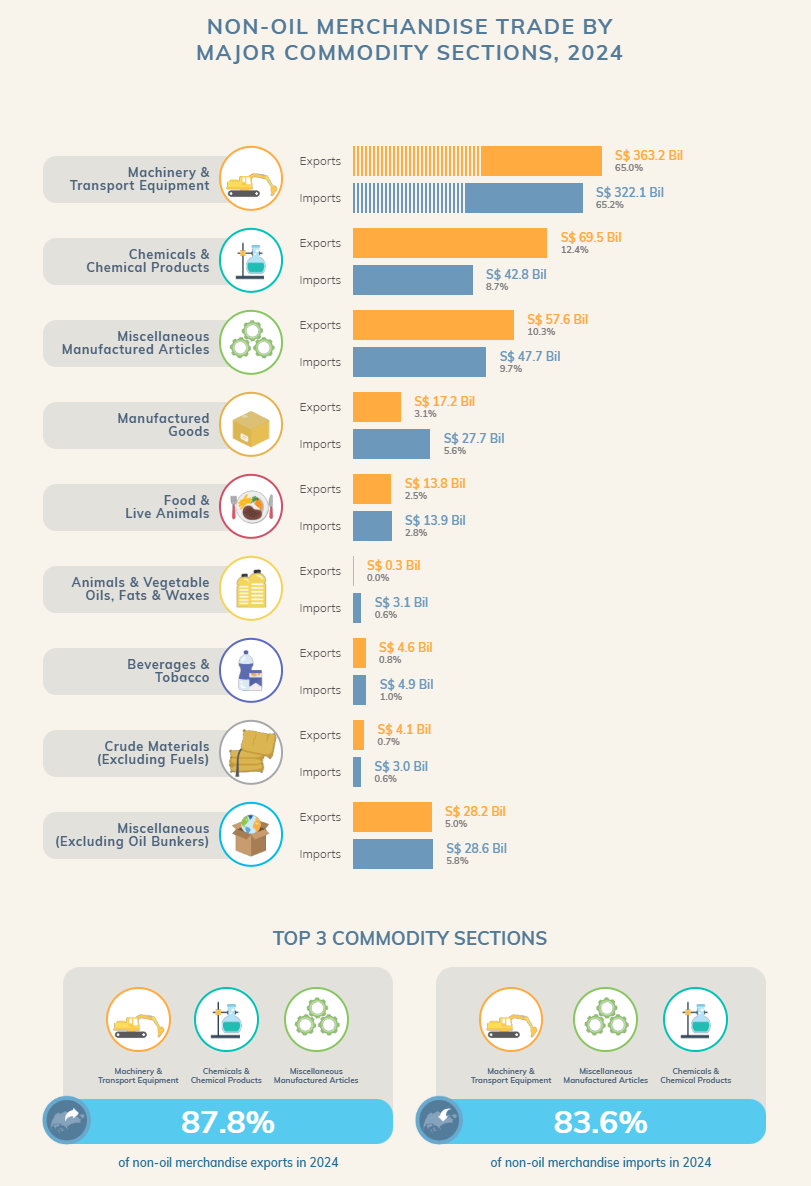 NON-OIL MERCHANDISE TRADE BY
MAJOR COMMODITY SECTIONS, 2024
Machinery &
Transport Equipment
Exports
S$ 363.2 Bil
65.0%
Imports
S$ 322.1 Bil
65.2%
Chemicals &
Chemical Products
Exports
S$ 69.5 Bil
12.4%
Imports
S$ 42.8 Bil
8.7%
Miscellaneous
Manufactured Articles
Exports
S$ 57.6 Bil
10.3%
Imports
S$ 47.7 Bil
9.7%
Manufactured
Goods
Exports
S$ 17.2 Bil
3.1%
Imports
S$ 27.7 Bil
5.6%
Food &
Live Animals
Exports
S$ 13.8 Bil
2.5%
Imports
S$ 13.9 Bil
2.8%
Animals & Vegetable
Oils, Fats & Waxes
Exports
S$ 0.3 Bil
0.0%
Imports
S$ 3.1 Bil
0.6%
Beverages &
Tobacco
Exports
S$ 4.6 Bil
0.8%
Imports
S$ 4.9 Bil
1.0%
Crude Materials
(Excluding Fuels)
Exports
S$ 4.1 Bil
0.7%
Imports
S$ 3.0 Bil
0.6%
Miscellaneous
(Excluding Oil Bunkers)
Exports
S$ 28.2 Bil
5.0%
Imports
S$ 28.6 Bil
5.8%
TOP 3 COMMODITY SECTIONS
Machinery &
Transport Equipment
Chemicals &
Chemical Products
Miscellaneous
Manufactured Articles
87.8%
of non-oil merchandise exports in 2024
Machinery &
Transport Equipment
Miscellaneous
Manufactured Articles
Chemicals &
Chemical Products
83.6%
of non-oil merchandise imports in 2024